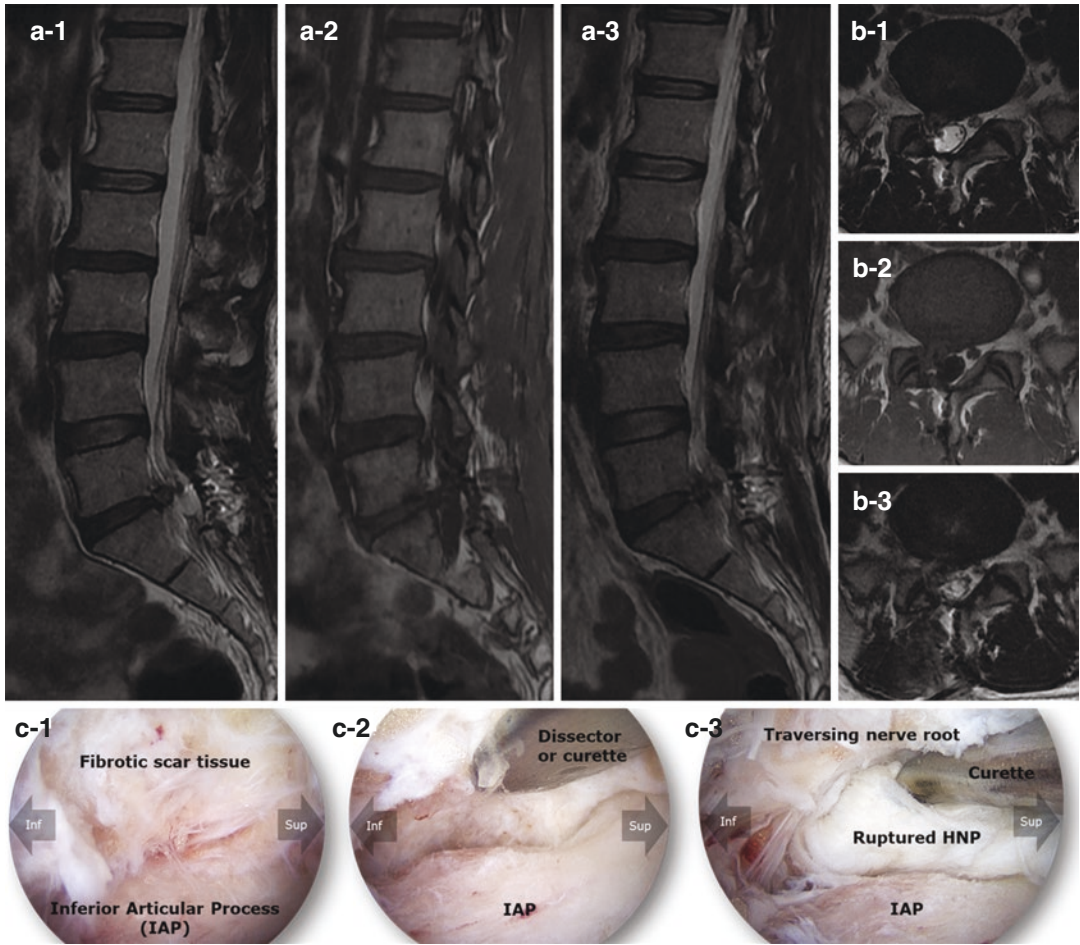 a-1
a-2
a-3
b-1
b-2
b-3
c-1
Fibrotic scar tissue
Inf
Sup
Inferior Articular Process
(IAP)
c-2
Dissector
or curette
Inf
Sup
IAP
c-3
Traversing nerve root
Curette
Inf
Sup
Ruptured HNP
IAP